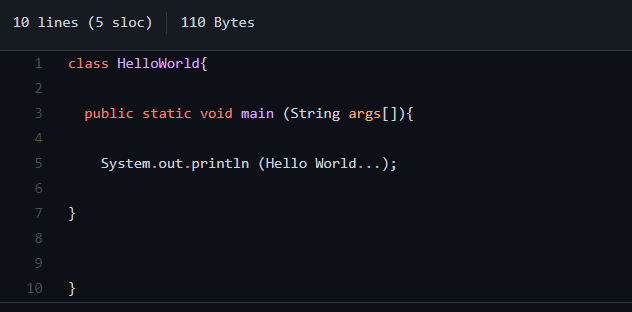 10 lines (5 sloc) 110 Bytes
1 class HelloWorld{
2
3 public static void main (String args[]){
4
5 System.out.println (Hello World...);
6
7 }
8
9
10 }